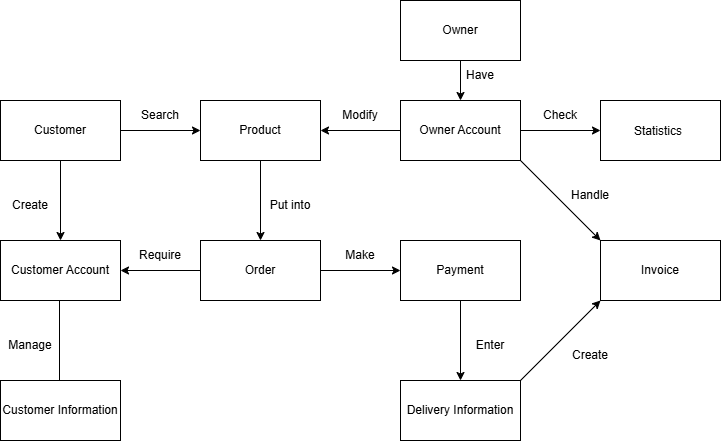 Owner
Have
Customer
Search
Product
Modify
Owner Account
Check
Statistics
Create
Put into
Handle
Customer Account
Require
Order
Make
Payment
Invoice
Manage
Enter
Create
Customer Information
Delivery Information